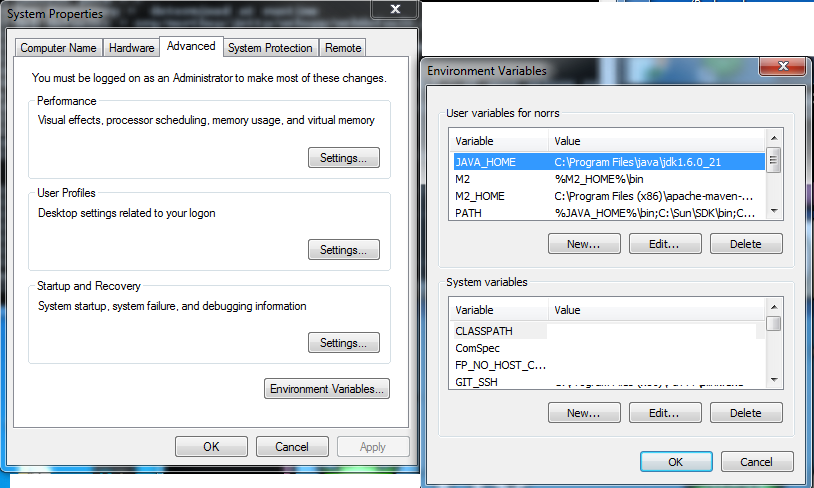 System Properties
Computer Name Hardware Advanced System Protection Remote
You must be logged on as an Administrator to make most of these changes.
Performance
Visual effects, processor scheduling, memory usage, and virtual memory
Settings...
User Profiles
Desktop settings related to your logon
Settings...
Startup and Recovery
System startup, system failure, and debugging information
Settings...
Environment Variables...
OK Cancel Apply
Environment Variables
User variables for norrs
Variable Value
JAVA_HOME C:\Program Files\java\jdk1.6.0_21
M2 %M2_HOME%\bin
M2_HOME C:\Program Files (x86)\apache-maven-...
PATH %JAVA_HOME%\bin;C:\Sun\SDK\bin;C...
New... Edit... Delete
System variables
Variable Value
CLASSPATH
ComSpec
FP_NO_HOST_C...
GIT_SSH
New... Edit... Delete
OK Cancel